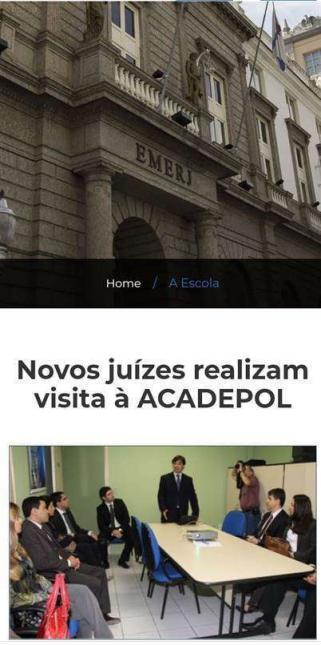 EMERJ
Home / A Escola
Novos juízes realizam
visita à ACADEPOL